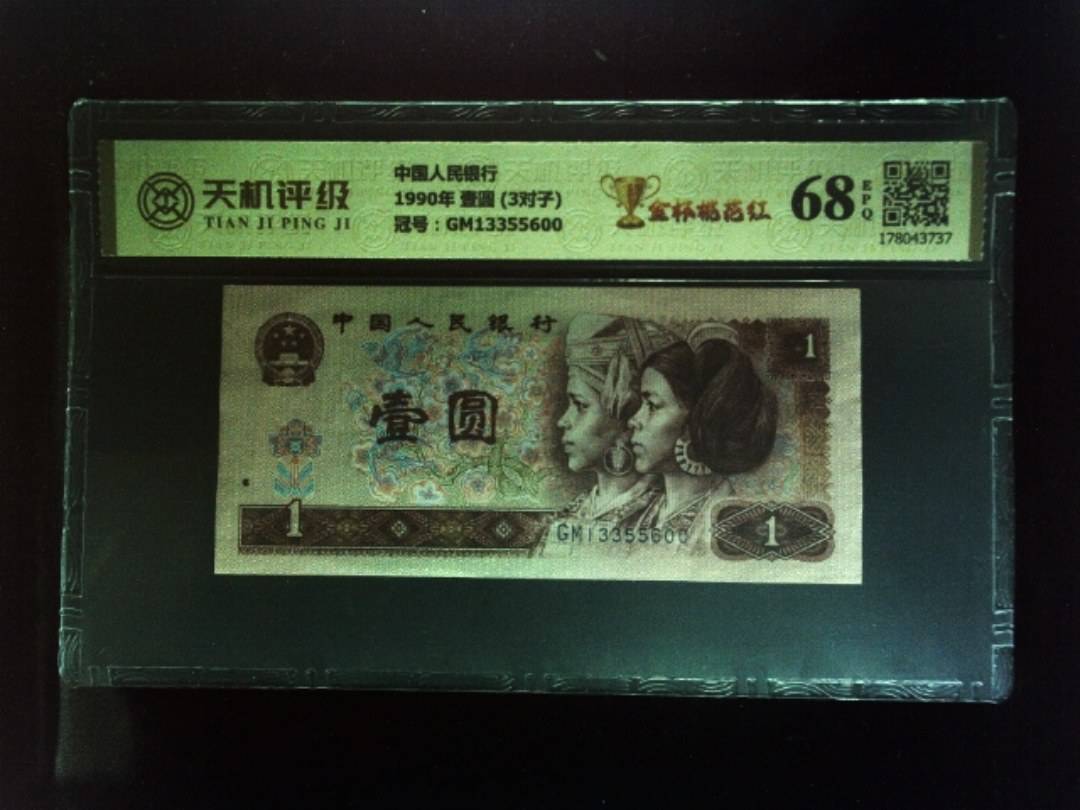 天机评级
TIAN JI PING JI
中国人民银行
1990年 壹圆 (3对子)
冠号：GM13355600
金杯桃花红
68
EPQ
178043737
中国人民银行
1
壹圆
1
GM13355600
1